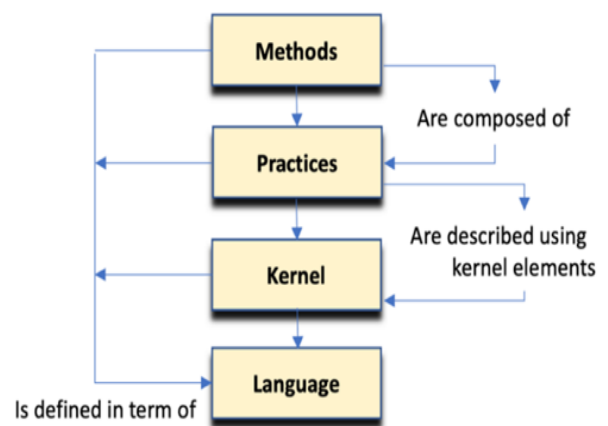 Methods
Are composed of
Practices
Are described using
kernel elements
Kernel
Language
Is defined in term of